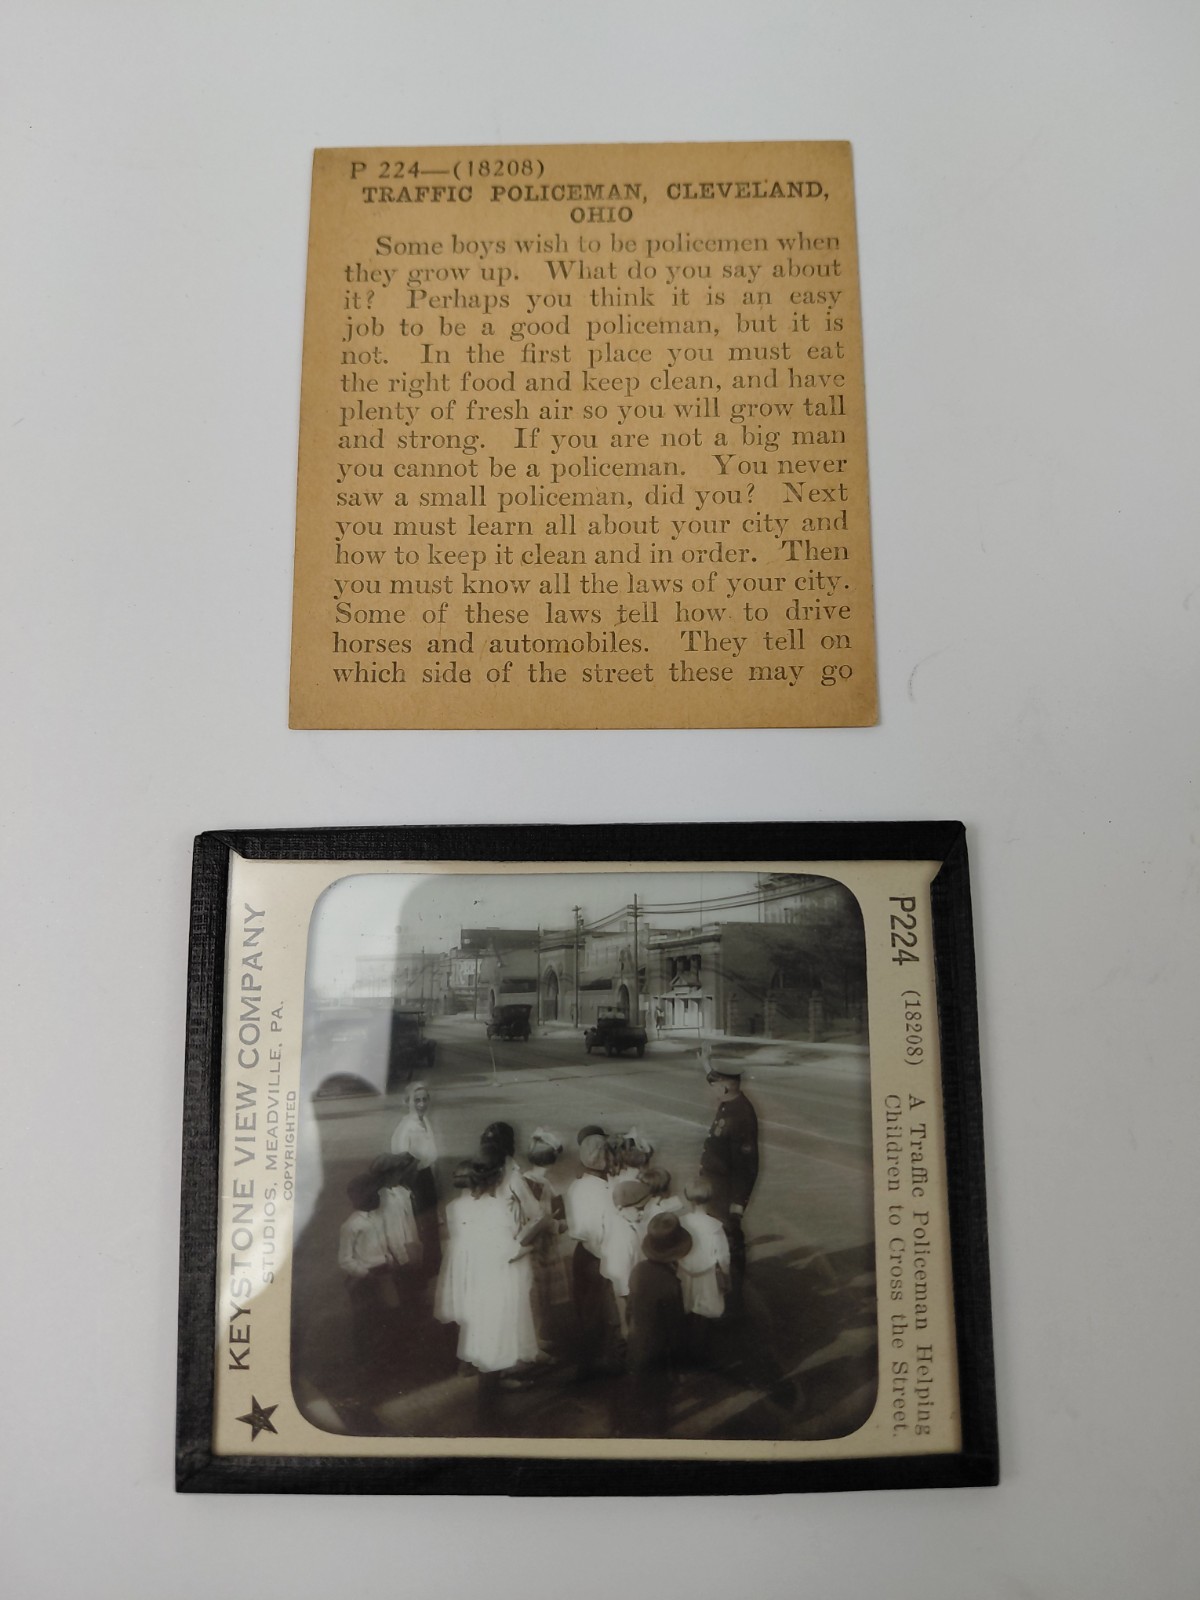 P 224—(18208)
TRAFFIC POLICEMAN, CLEVELAND,
OHIO
Some boys wish to be policemen when
they grow up. What do you say about
it? Perhaps you think it is an easy
job to be a good policeman, but it is
not. In the first place you must eat
the right food and keep clean, and have
plenty of fresh air so you will grow tall
and strong. If you are not a big man
you cannot be a policeman. You never
saw a small policeman, did you? Next
you must learn all about your city and
how to keep it clean and in order. Then
you must know all the laws of your city.
Some of these laws tell how to drive
horses and automobiles. They tell on
which side of the street these may go
KEYSTONE VIEW COMPANY
STUDIOS, MEADVILLE, PA.
COPYRIGHTED
P224 (18208) A Traffic Policeman Helping
Children to Cross the Street.